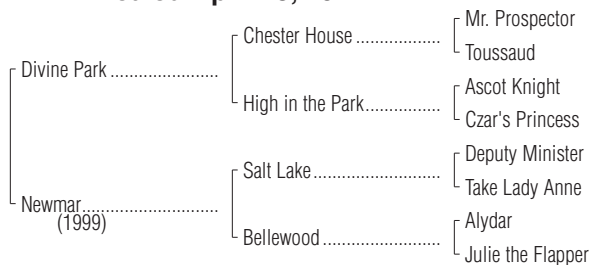 Mr. Prospector
Chester House ..................
Toussaud
Divine Park .......................
Ascot Knight
High in the Park................
Czar's Princess
Deputy Minister
Salt Lake...........................
Take Lady Anne
Newmar.............................
(1999)
Alydar
Bellewood .........................
Julie the Flapper